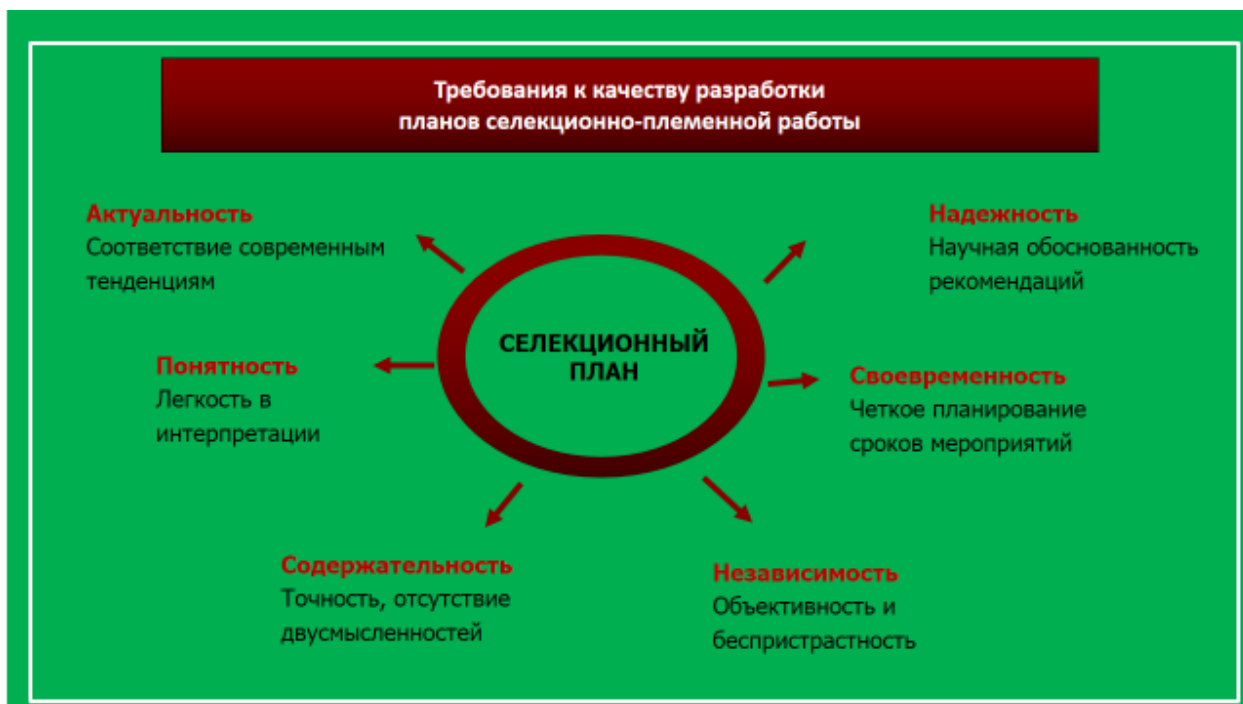 Требования к качеству разработки
планов селекционно-племенной работы
Актуальность
Соответствие современным
тенденциям
Надежность
Научная обоснованность
рекомендаций
СЕЛЕКЦИОННЫЙ
ПЛАН
Понятность
Легкость в
интерпретации
Своевременность
Четкое планирование
сроков мероприятий
Содержательность
Точность, отсутствие
двусмысленностей
Независимость
Объективность и
беспристрастность